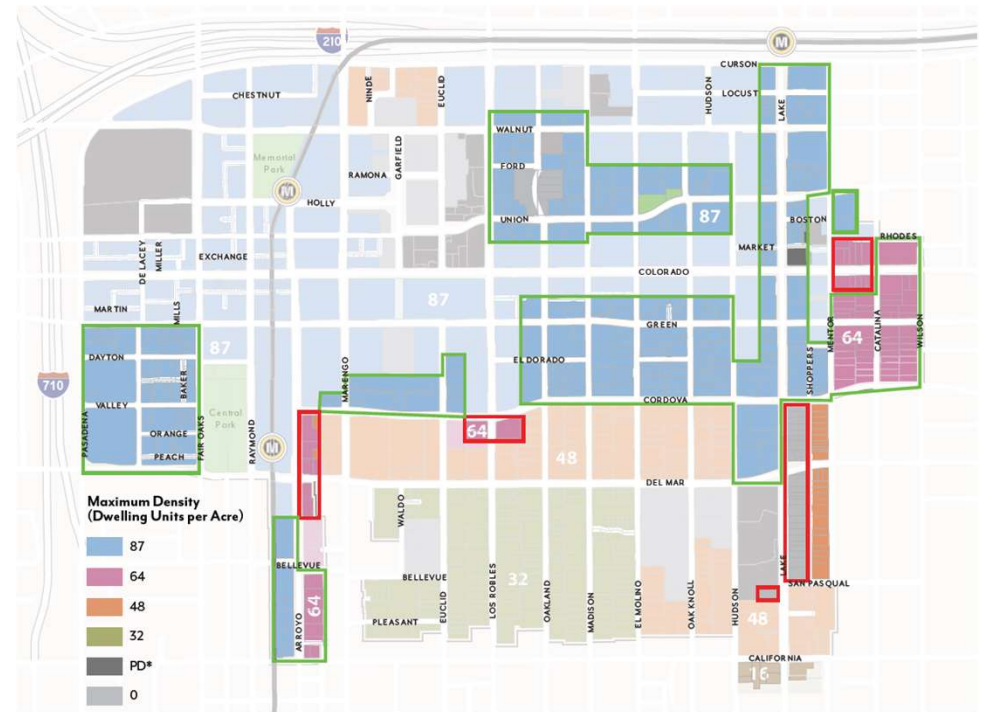 210
M
CURSON
CHESTNUT
NINDE
EUCLID
HUDSON
LOCUST
LAKE
WALNUT
Memorial
Park
FORD
RAMONA
GARFIELD
M
HOLLY
UNION
87
BOSTON
RHODES
DE LACEY
MILLER
EXCHANGE
MARKET
COLORADO
MARTIN
MILLS
87
GREEN
MENTOR
64
CATALINA
WILSON
87
DAYTON
EL DORADO
SHOPPERS
710
BAKER
MARENGO
VALLEY
CORDOVA
PASADENA
Central
Park
ORANGE
FAIR OAKS
RAYMOND
M
64
48
PEACH
DEL MAR
Maximum Density
(Dwelling Units per Acre)
87
64
48
32
PD*
0
WALDO
BELLEVUE
BELLEVUE
LAKE
SAN PASQUAL
ARROYO
64
PLEASANT
EUCLID
LOS ROBLES
32
OAKLAND
MADISON
EL MOLINO
OAK KNOLL
HUDSON
48
CALIFORNIA
16